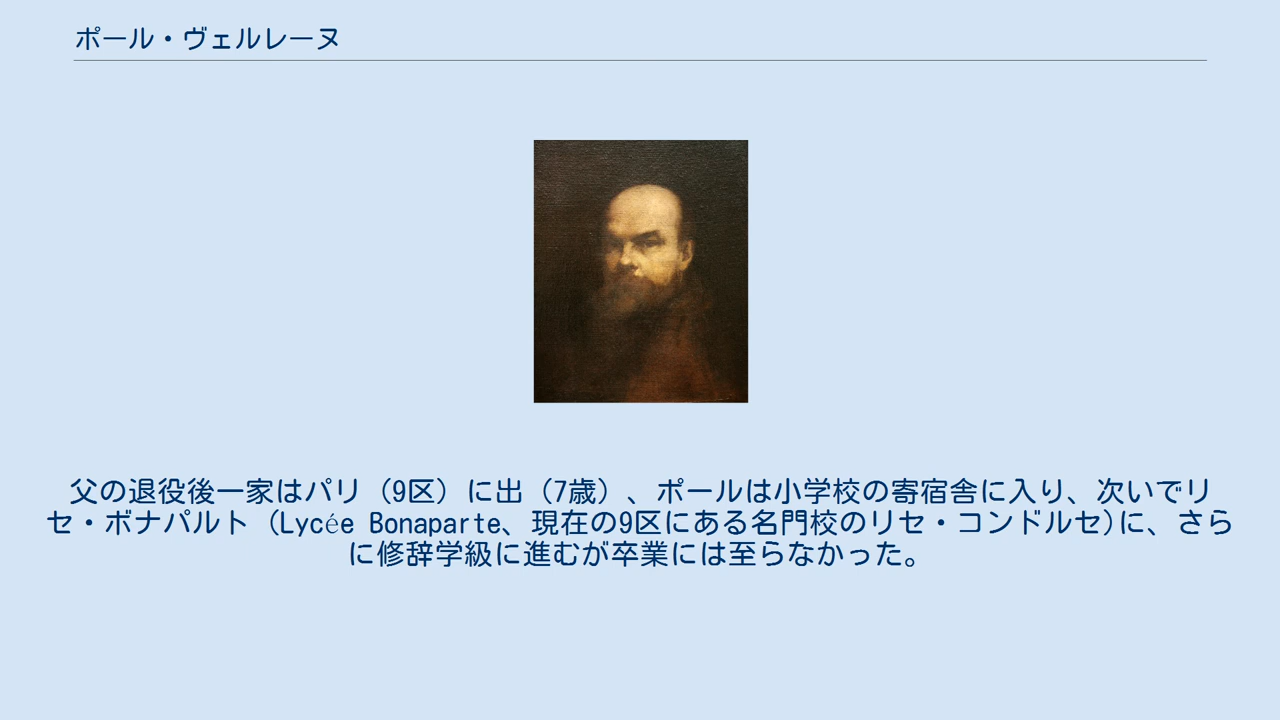 ポール・ヴェルレーヌ
父の退役後一家はパリ（9区）に出（7歳）、ポールは小学校の寄宿舎に入り、次いでリ
セ・ボナパルト（Lycée Bonaparte、現在の9区にある名門校のリセ・コンドルセ)に、さら
に修辞学級に進むが卒業には至らなかった。